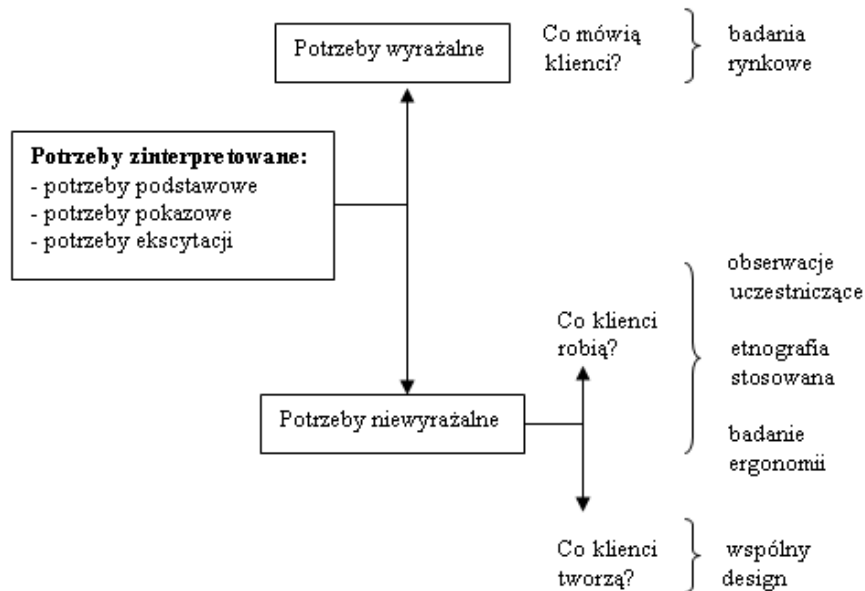 Potrzeby wyrażalne
Co mówią
klienci?
badania
rynkowe
Potrzeby zinterpretowane:
- potrzeby podstawowe
- potrzeby pokazowe
- potrzeby ekscytacji
obserwacje
uczestniczące
Co klienci
robią?
etnografia
stosowana
Potrzeby niewyrażalne
badanie
ergonomii
Co klienci
tworzą?
wspólny
design